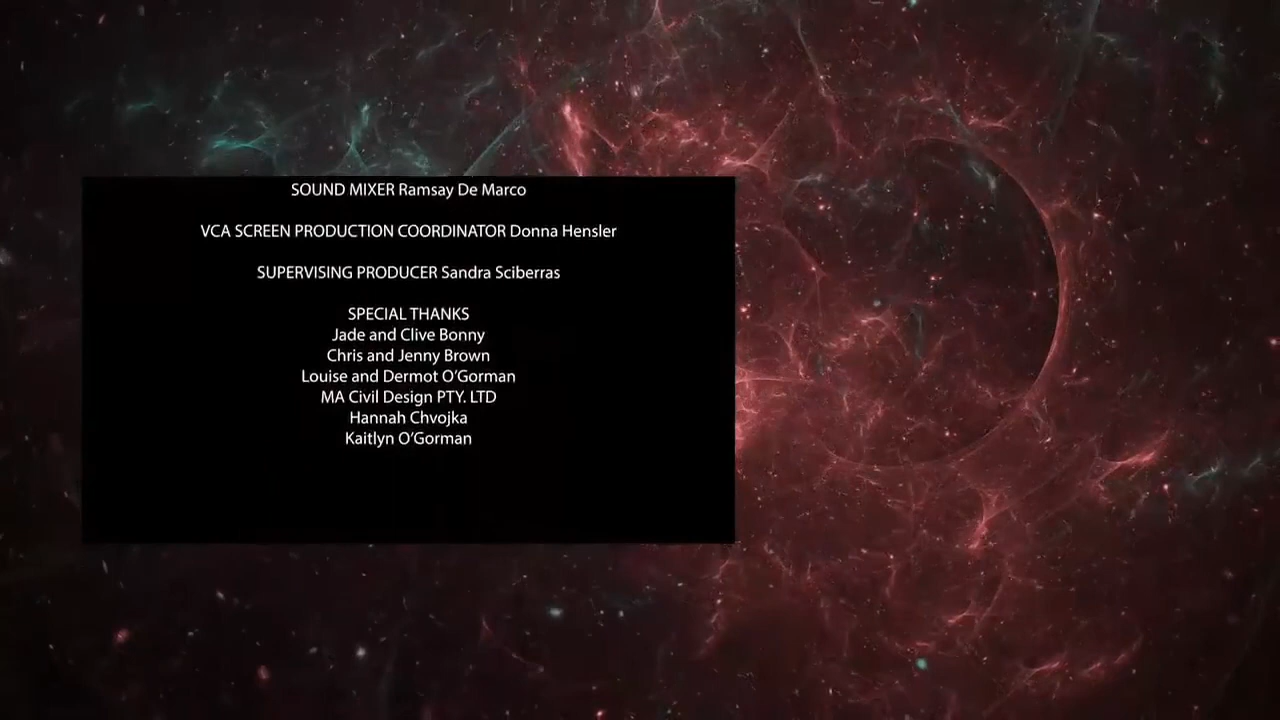 SOUND MIXER Ramsay De Marco
VCA SCREEN PRODUCTION COORDINATOR Donna Hensler
SUPERVISING PRODUCER Sandra Sciberras
SPECIAL THANKS
Jade and Clive Bonny
Chris and Jenny Brown
Louise and Dermot O’Gorman
MA Civil Design PTY. LTD
Hannah Chvojka
Kaitlyn O’Gorman